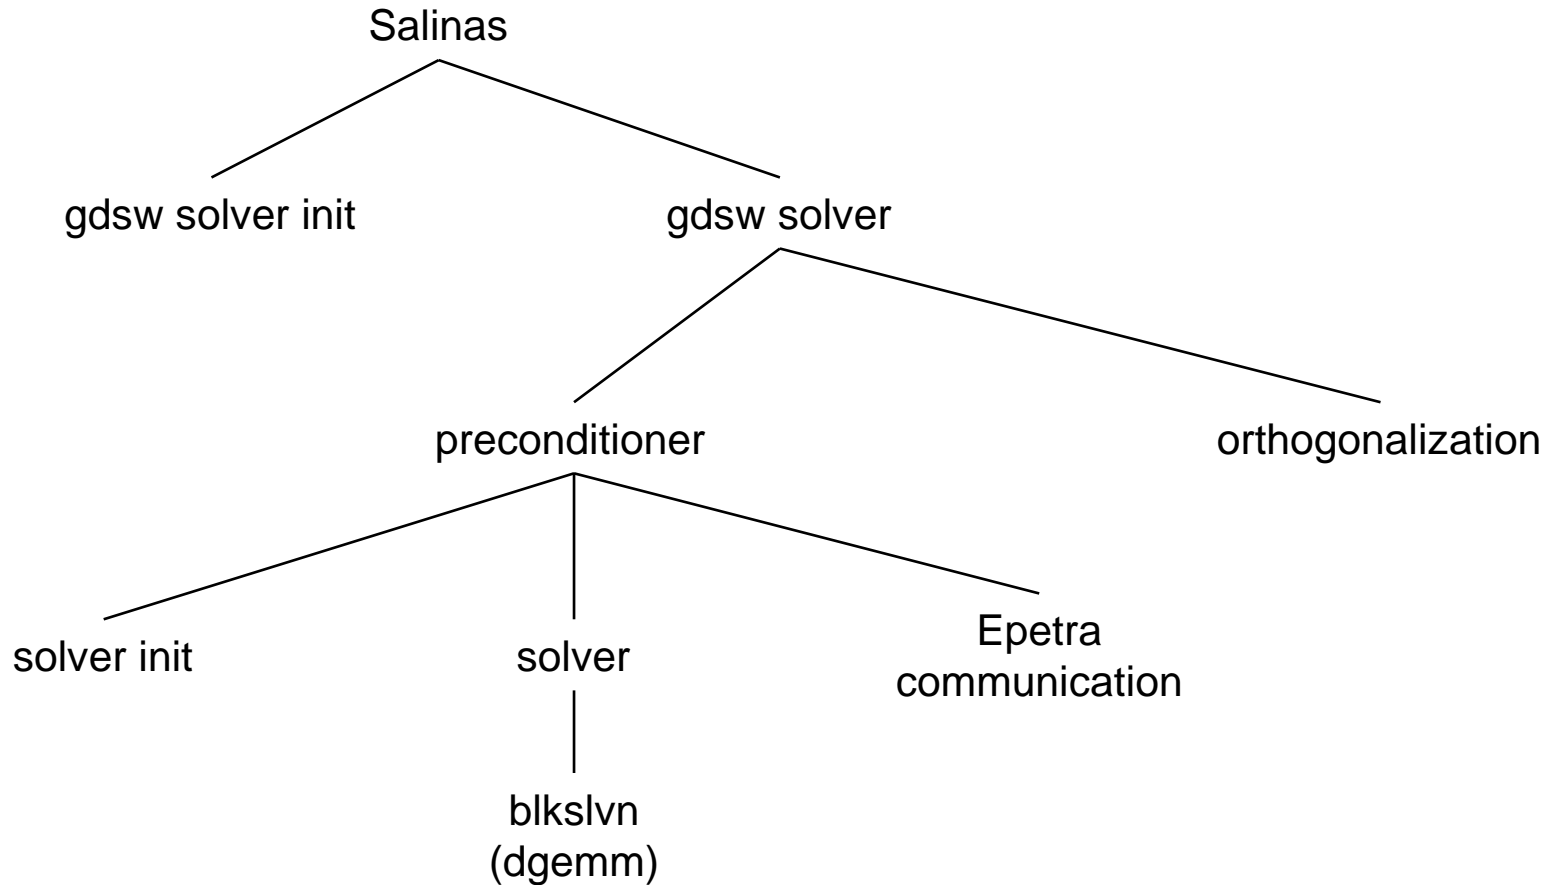 Salinas
gdsw solver init
gdsw solver
preconditioner
orthogonalization
solver init
solver
Epetra
communication
blkslvn
(dgemm)